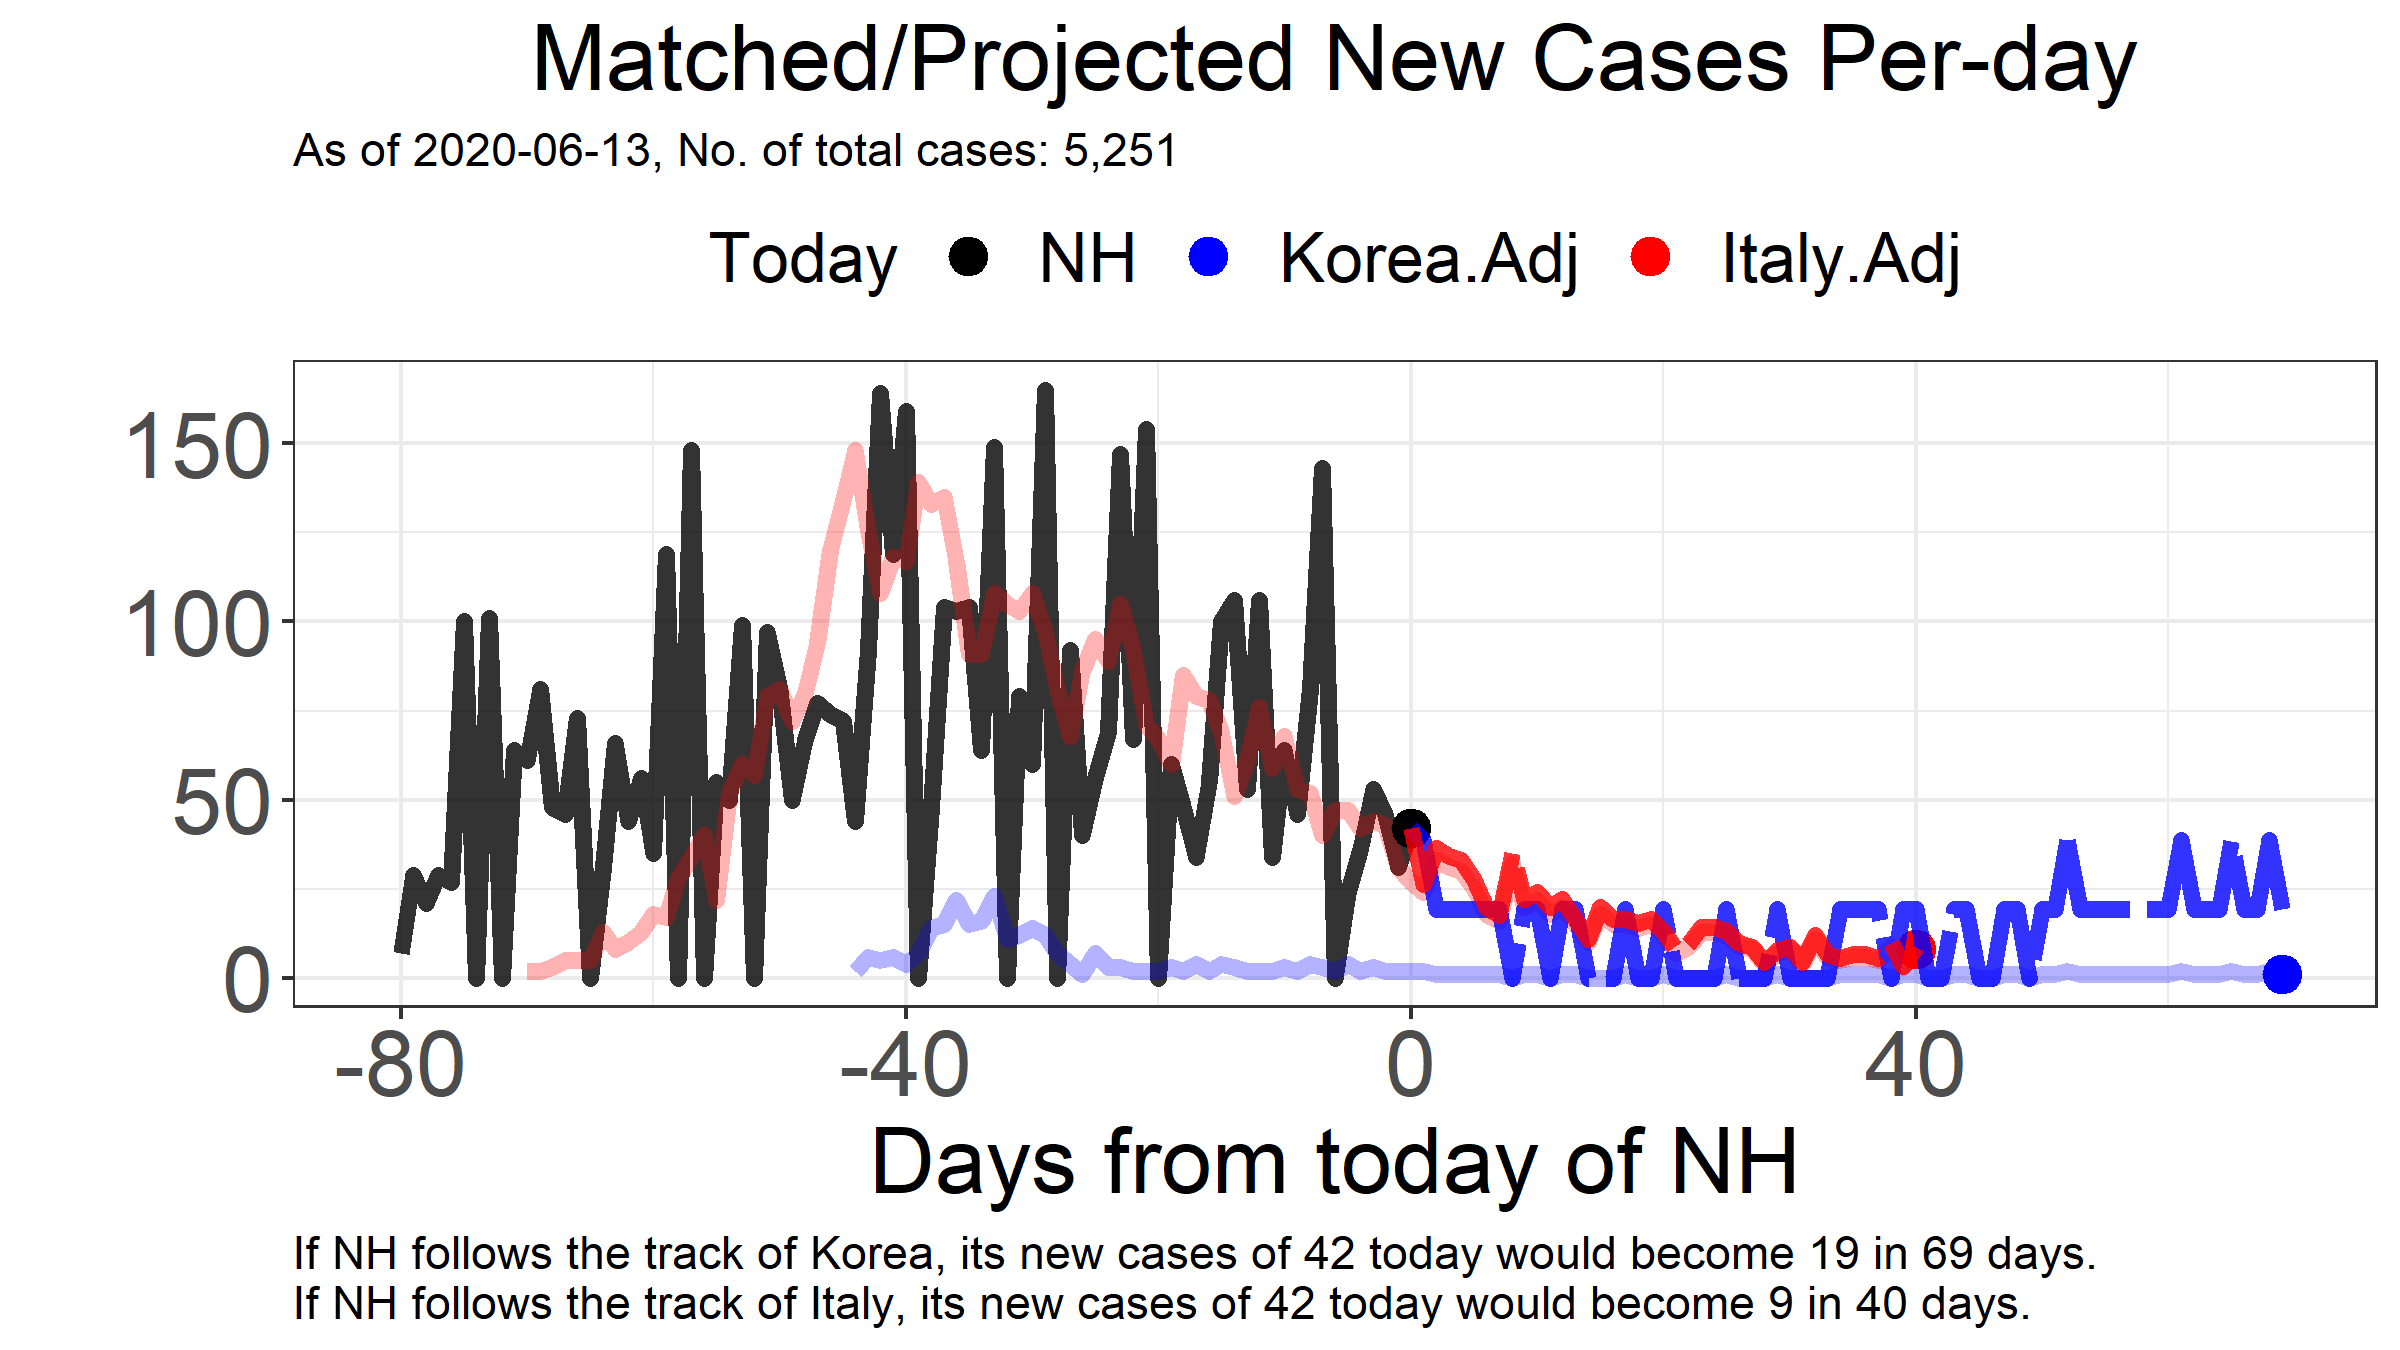 Matched/Projected New Cases Per-day
As of 2020-06-13, No. of total cases: 5,251
Today NH Korea.Adj Italy.Adj
150
100
50
0
-80 -40 0 40
Days from today of NH
If NH follows the track of Korea, its new cases of 42 today would become 19 in 69 days.
If NH follows the track of Italy, its new cases of 42 today would become 9 in 40 days.